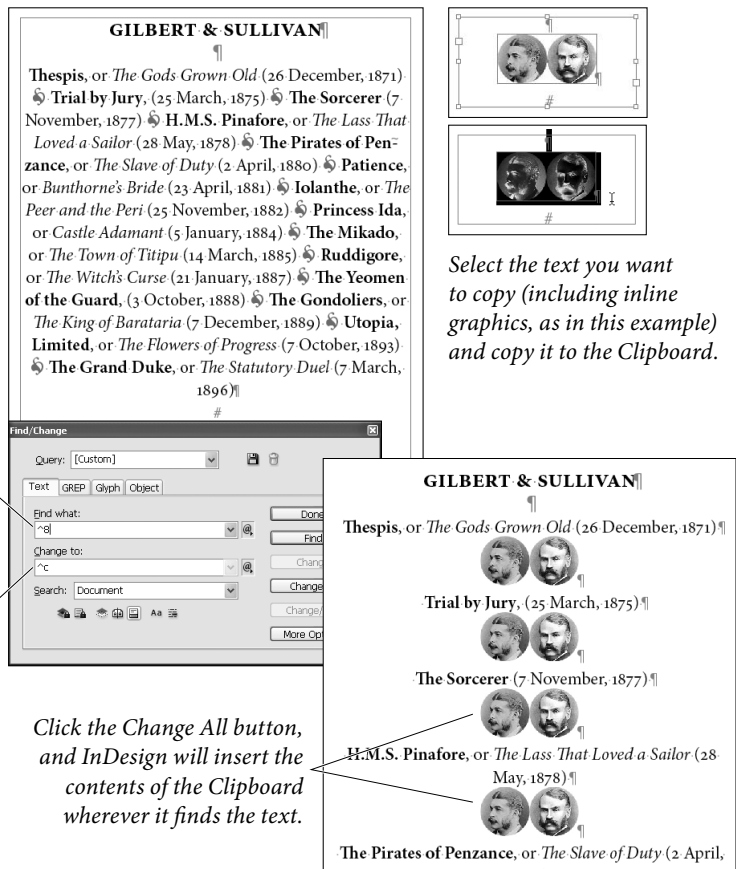 GILBERT & SULLIVAN¶
¶
Thespis, or The Gods Grown Old (26 December, 1871)
Trial by Jury, (25 March, 1875) The Sorcerer (7
November, 1877) H.M.S. Pinafore, or The Lass That
Loved a Sailor (28 May, 1878) The Pirates of Pen-
zance, or The Slave of Duty (2 April, 1880) Patience,
or Bunthorne's Bride (23 April, 1881) Iolanthe, or The
Peer and the Peri (25 November, 1882) Princess Ida,
or Castle Adamant (5 January, 1884) The Mikado,
or The Town of Titipu (14 March, 1885) Ruddigore,
or The Witch's Curse (21 January, 1887) The Yeomen
of the Guard, (3 October, 1888) The Gondoliers, or
The King of Barataria (7 December, 1889) Utopia,
Limited, or The Flowers of Progress (7 October, 1893)
The Grand Duke, or The Statutory Duel (7 March,
1896)¶
#
¶
¶
#
¶
¶
#
Select the text you want
to copy (including inline
graphics, as in this example)
and copy it to the Clipboard.
Find/Change
Query: [Custom]
Text GREP Glyph Object
Find what:
^8
Change to:
^c
Search: Document
Done
Find
Chang
Change
Change/
More Opt
Click the Change All button,
and InDesign will insert the
contents of the Clipboard
wherever it finds the text.
GILBERT & SULLIVAN¶
¶
Thespis, or The Gods Grown Old (26 December, 1871)¶
¶
Trial by Jury, (25 March, 1875)¶
¶
The Sorcerer (7 November, 1877)¶
¶
H.M.S. Pinafore, or The Lass That Loved a Sailor (28
May, 1878)¶
¶
The Pirates of Penzance, or The Slave of Duty (2 April,